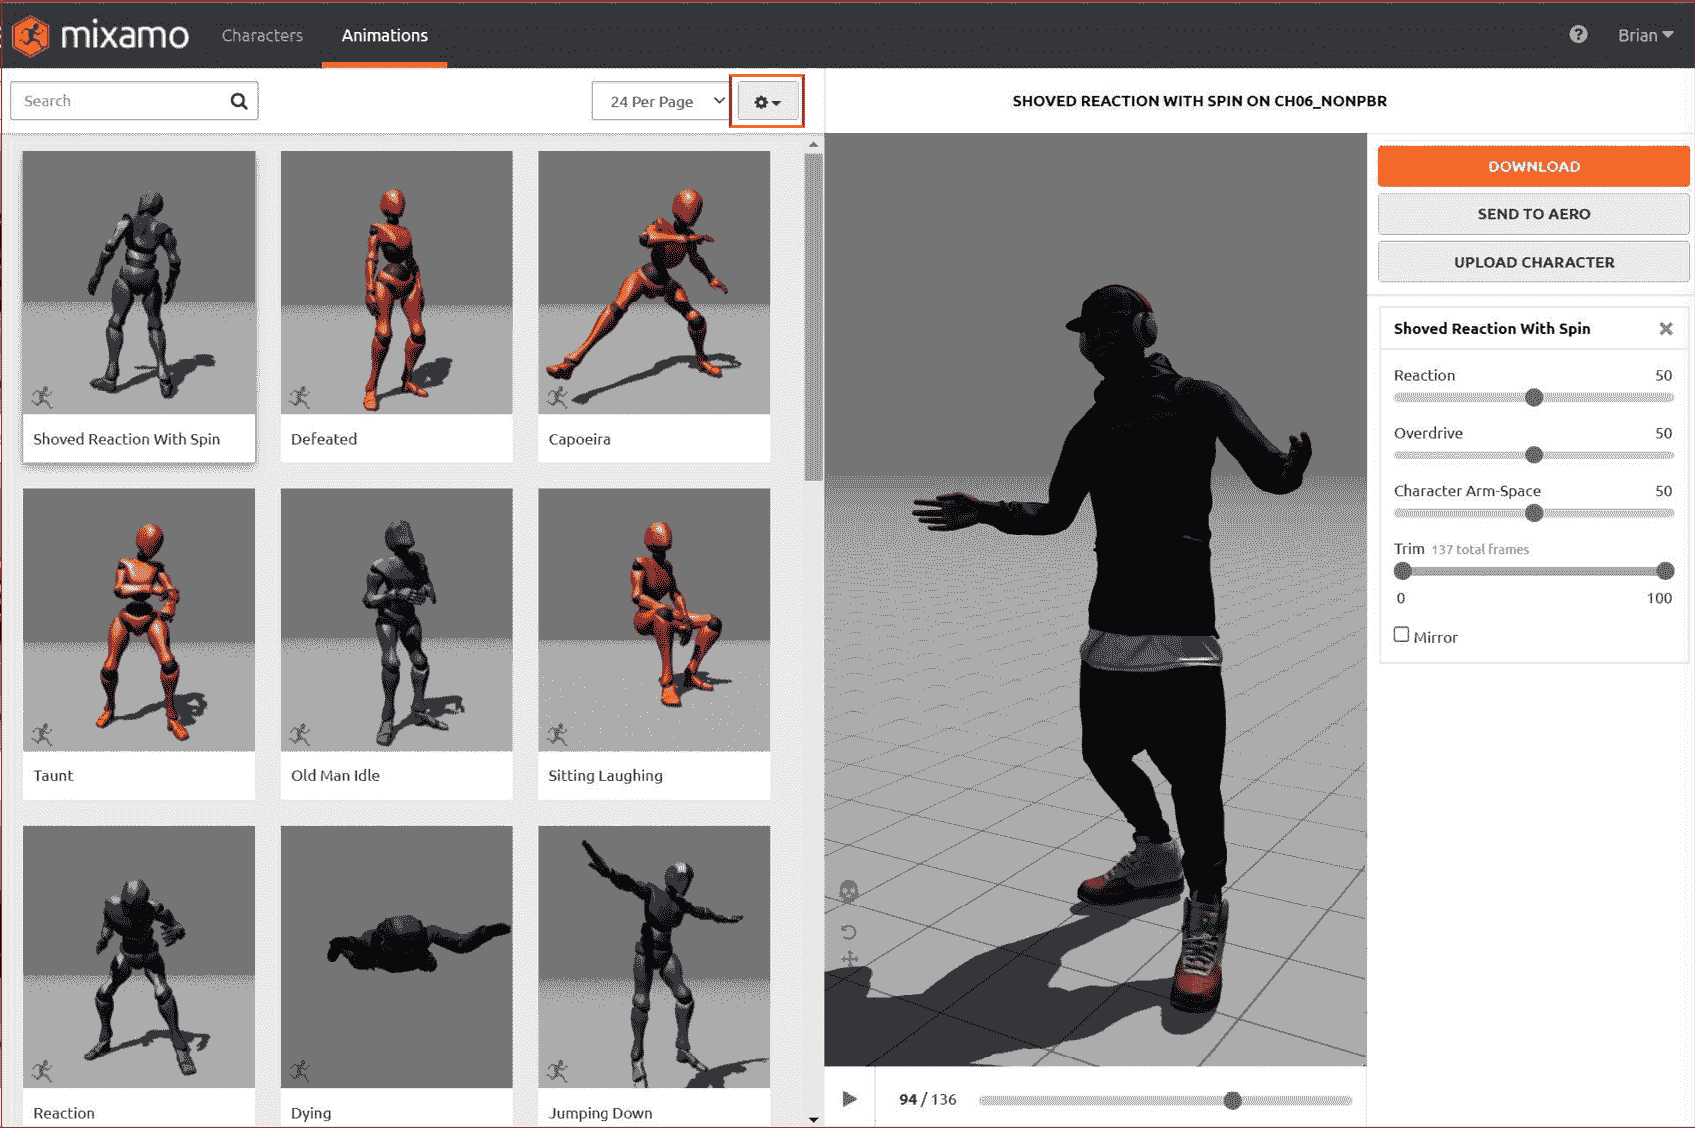 mixamo
Characters
Animations
Brian
Search
24 Per Page
SHOVED REACTION WITH SPIN ON CH06_NONPBR
Shoved Reaction With Spin
Defeated
Capoeira
Taunt
Old Man Idle
Sitting Laughing
Reaction
Dying
Jumping Down
94 / 136
DOWNLOAD
SEND TO AERO
UPLOAD CHARACTER
Shoved Reaction With Spin
Reaction 50
Overdrive 50
Character Arm-Space 50
Trim 137 total frames
0 100
Mirror